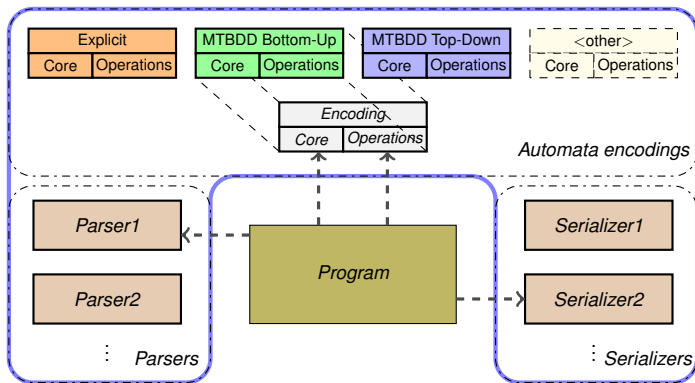 Explicit
Core Operations
MTBDD Bottom-Up
Core Operations
MTBDD Top-Down
Core Operations
<other>
Core Operations
Encoding
Core Operations
Automata encodings
Parser1
Parser2
⋮ Parsers
Program
Serializer1
Serializer2
⋮ Serializers